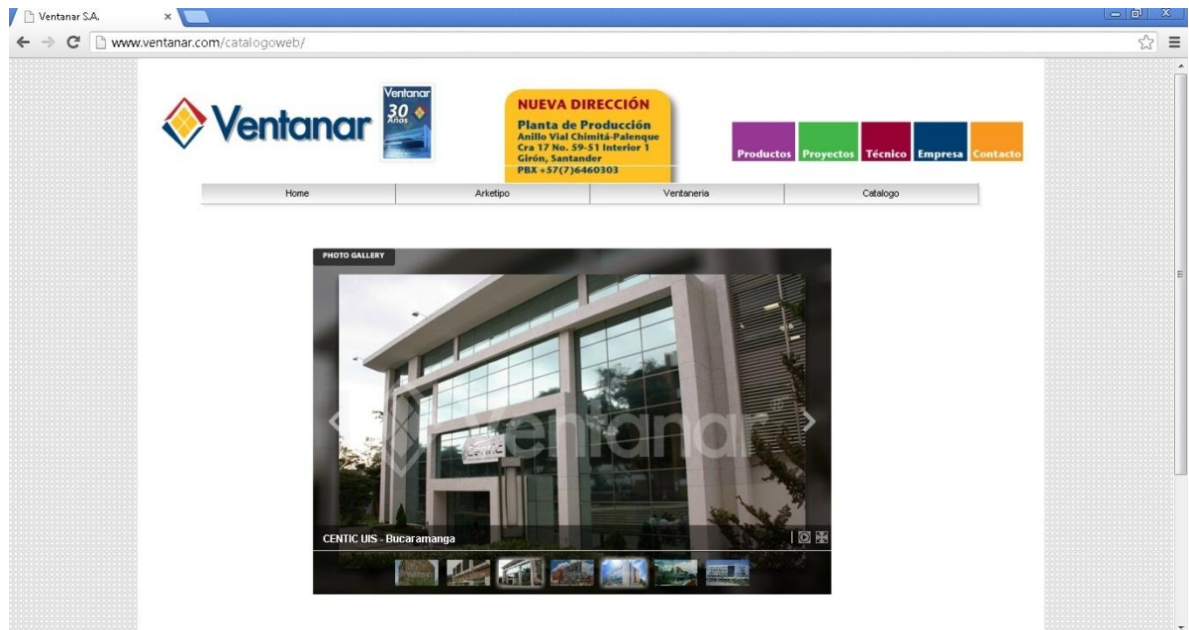 Ventanar S.A.
www.ventanar.com/catalogoweb/
Ventanar
Ventanar
30
Años
NUEVA DIRECCIÓN
Planta de Producción
Anillo Vial Chimitá-Palenque
Cra 17 No. 59-51 Interior 1
Girón, Santander
PBX +57(7)6460303
Productos Proyectos Técnico Empresa Contacto
Home Arketipo Ventaneria Catalogo
PHOTO GALLERY
Centic
Ventanar
CENTIC UIS - Bucaramanga